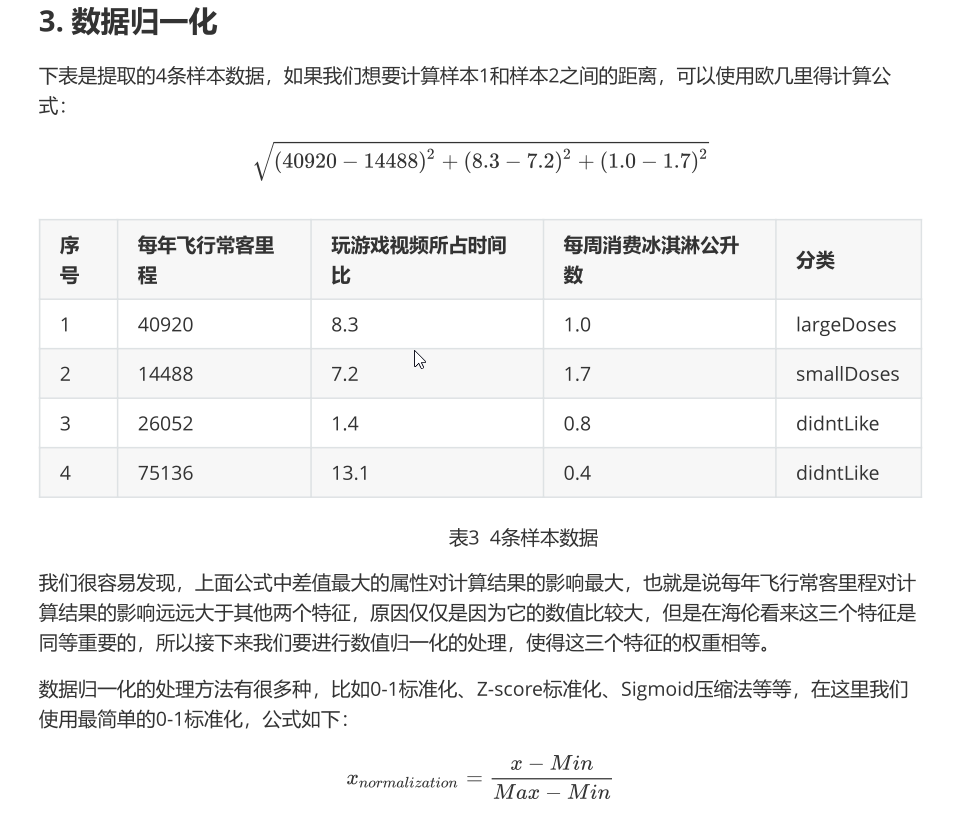 3. 数据归一化
下表是提取的4条样本数据，如果我们想要计算样本1和样本2之间的距离，可以使用欧几里得计算公
式：
√((40920 − 14488)² + (8.3 − 7.2)² + (1.0 − 1.7)²)
序号 每年飞行常客里程 玩游戏视频所占时间比 每周消费冰淇淋公升数 分类
1 40920 8.3 1.0 largeDoses
2 14488 7.2 1.7 smallDoses
3 26052 1.4 0.8 didntLike
4 75136 13.1 0.4 didntLike
表3 4条样本数据
我们很容易发现，上面公式中差值最大的属性对计算结果的影响最大，也就是说每年飞行常客里程对计
算结果的影响远远大于其他两个特征，原因仅仅是因为它的数值比较大，但是在海伦看来这三个特征是
同等重要的，所以接下来我们要进行数值归一化的处理，使得这三个特征的权重相等。
数据归一化的处理方法有很多种，比如0-1标准化、Z-score标准化、Sigmoid压缩法等等，在这里我们
使用最简单的0-1标准化，公式如下：
x_normalization = (x − Min) / (Max − Min)